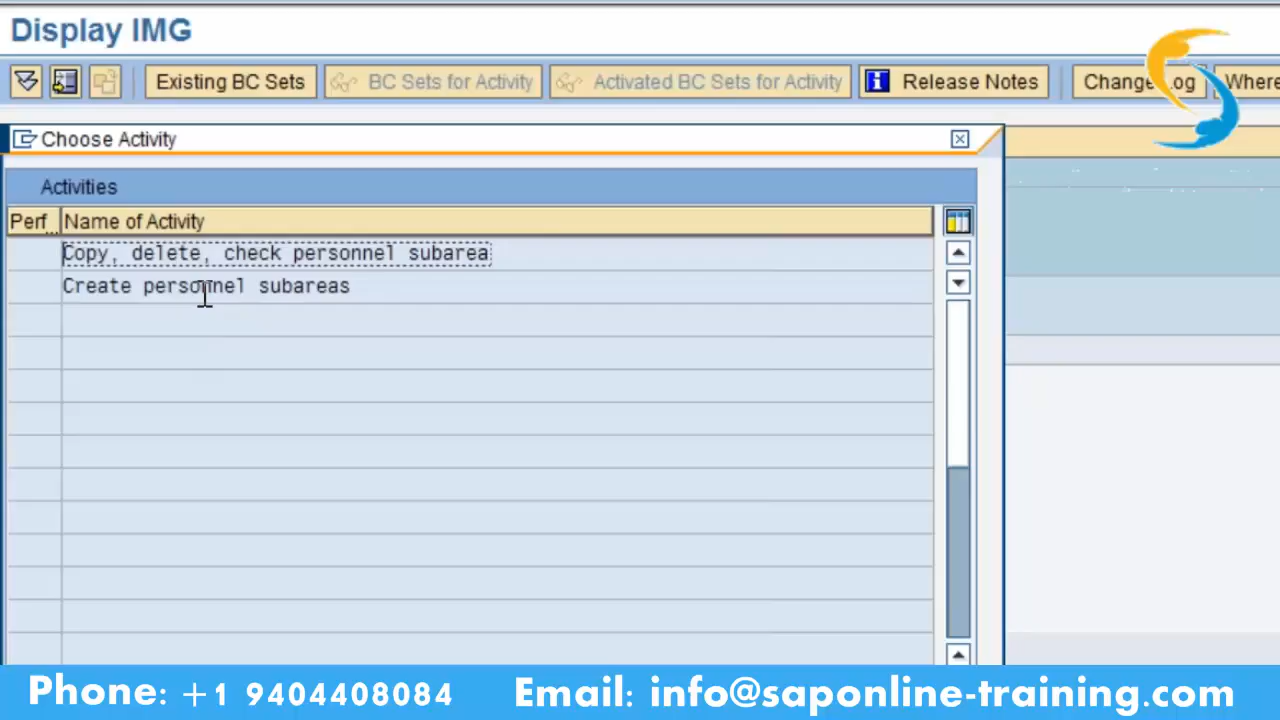 Display IMG
Existing BC Sets BC Sets for Activity Activated BC Sets for Activity Release Notes Change Log Where
Choose Activity
Activities
Perf... Name of Activity
Copy, delete, check personnel subarea
Create personnel subareas
Phone: +1 9404408084 Email: info@saponline-training.com